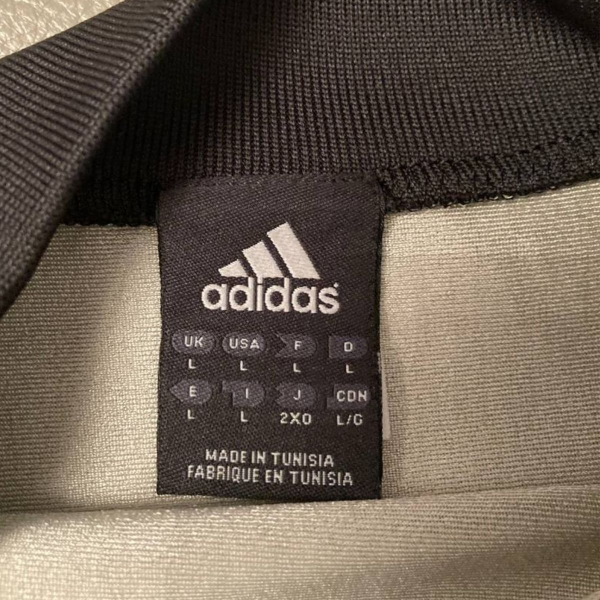 adidas
UK USA F D
L L L L
E I J CDN
L L 2XO L/G
MADE IN TUNISIA
FABRIQUE EN TUNISIA